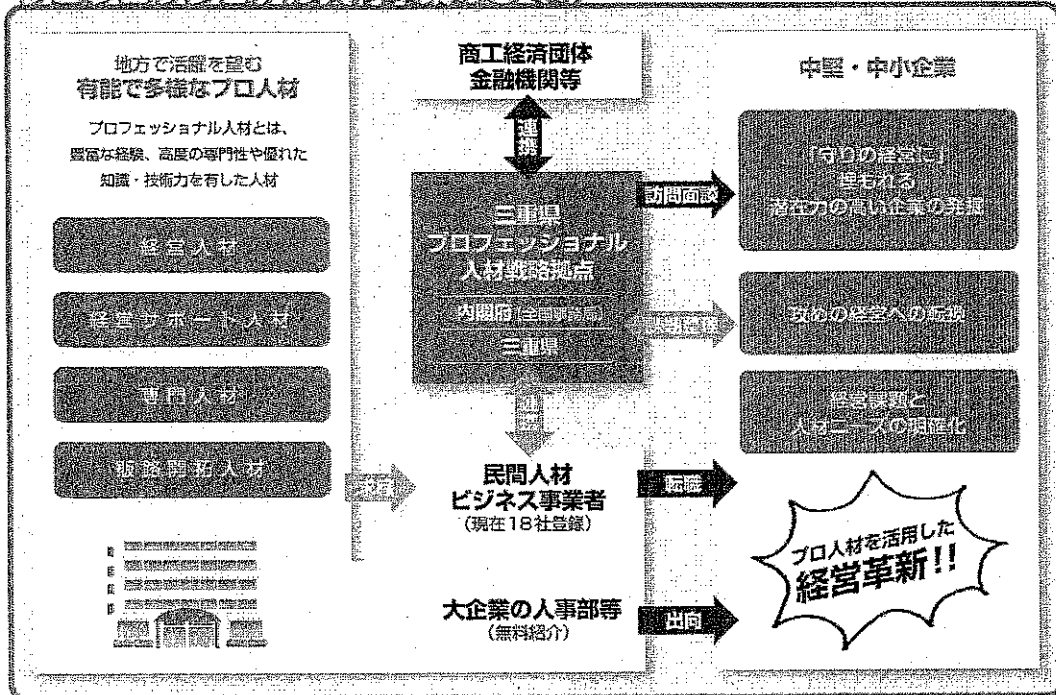 地方で活躍を望む
有能で多様なプロ人材
プロフェッショナル人材とは、
豊富な経験、高度の専門性や優れた
知識・技術力を有した人材
経営人材
経営サポート人材
専門人材
販路開拓人材
商工経済団体
金融機関等
連携
三重県
プロフェッショナル
人材戦略拠点
内閣府(全国事務局)
三重県
民間人材
ビジネス事業者
(現在18社登録)
大企業の人事部等
(無料紹介)
訪問面談
転職
出向
中堅・中小企業
「守りの経営に」
埋もれる
潜在力の高い企業の発掘
攻めの経営への転換
経営課題と
人材ニーズの明確化
プロ人材を活用した
経営革新!!